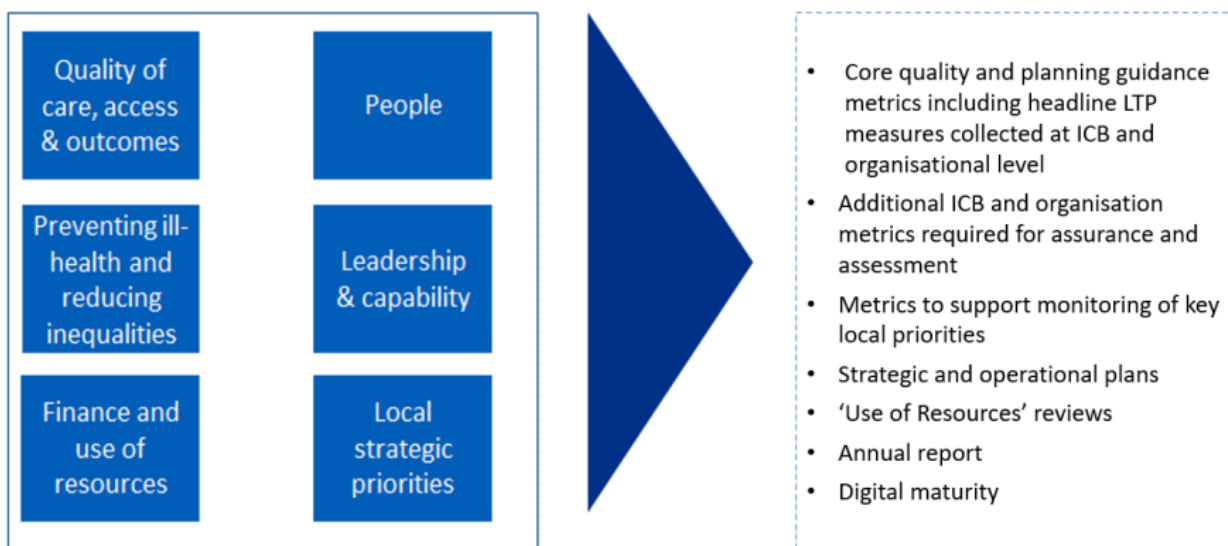 Quality of
care, access
& outcomes
People
Preventing ill-
health and
reducing
inequalities
Leadership
& capability
Finance and
use of
resources
Local
strategic
priorities
• Core quality and planning guidance
metrics including headline LTP
measures collected at ICB and
organisational level
• Additional ICB and organisation
metrics required for assurance and
assessment
• Metrics to support monitoring of key
local priorities
• Strategic and operational plans
• ‘Use of Resources’ reviews
• Annual report
• Digital maturity